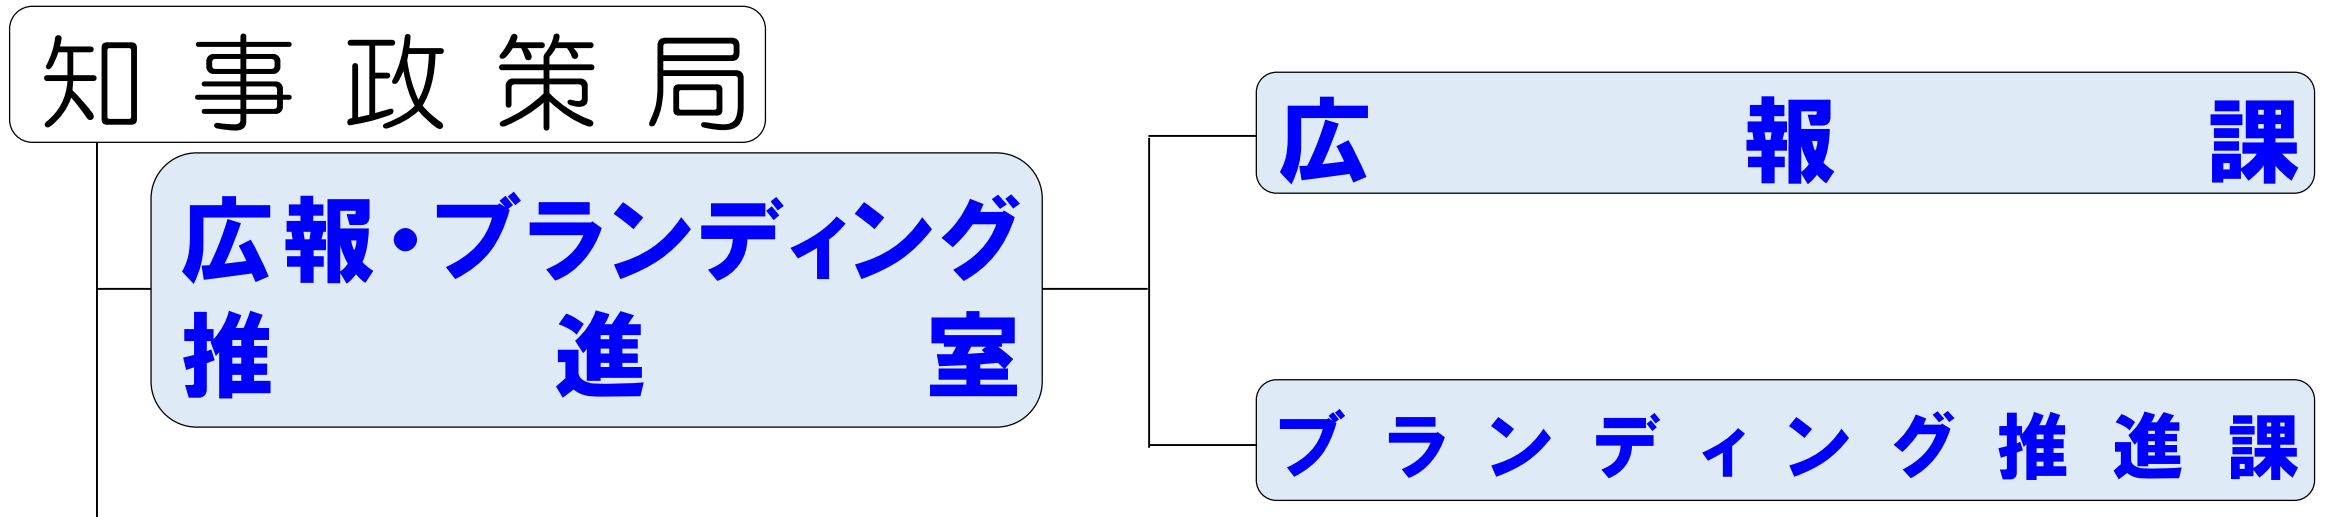 知事政策局
広報・ブランディング
推進室
広報課
ブランディング推進課